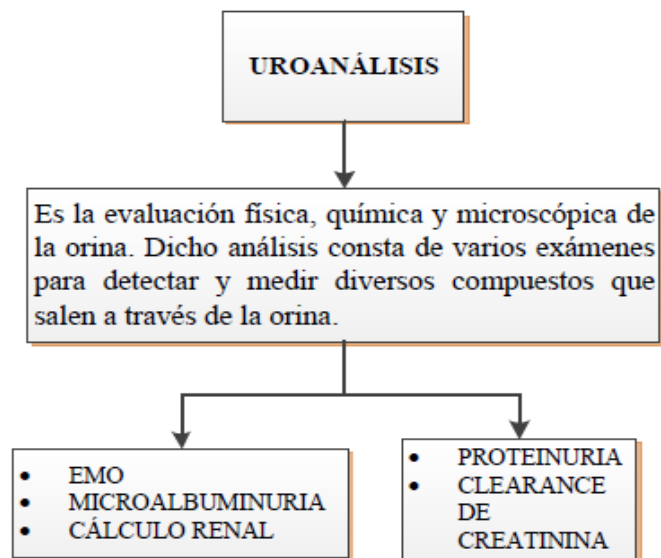 UROANÁLISIS
Es la evaluación física, química y microscópica de
la orina. Dicho análisis consta de varios exámenes
para detectar y medir diversos compuestos que
salen a través de la orina.
• EMO
• MICROALBUMINURIA
• CÁLCULO RENAL
• PROTEINURIA
• CLEARANCE
DE
CREATININA